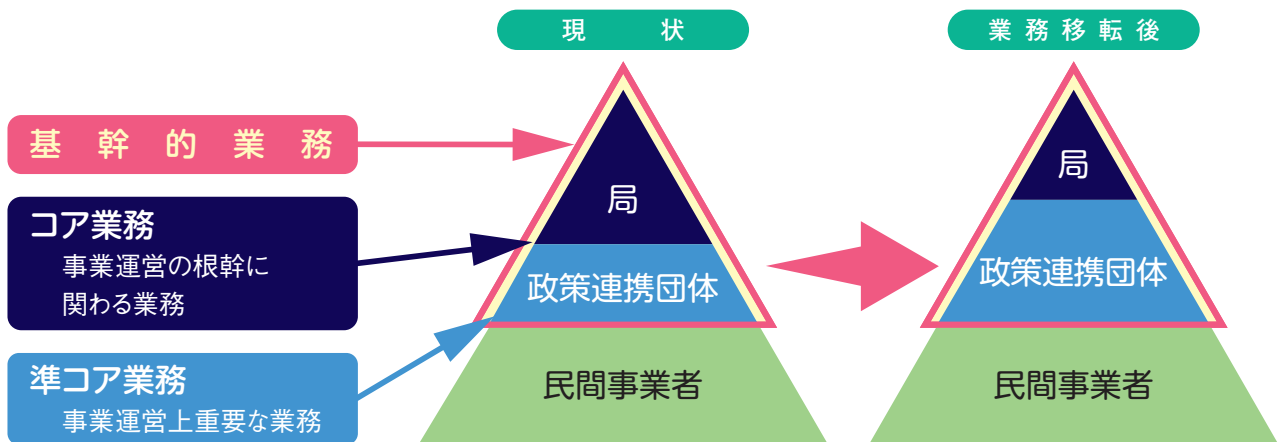 現状
業務移転後
基幹的業務
コア業務
事業運営の根幹に
関わる業務
準コア業務
事業運営上重要な業務
局
政策連携団体
民間事業者
局
政策連携団体
民間事業者